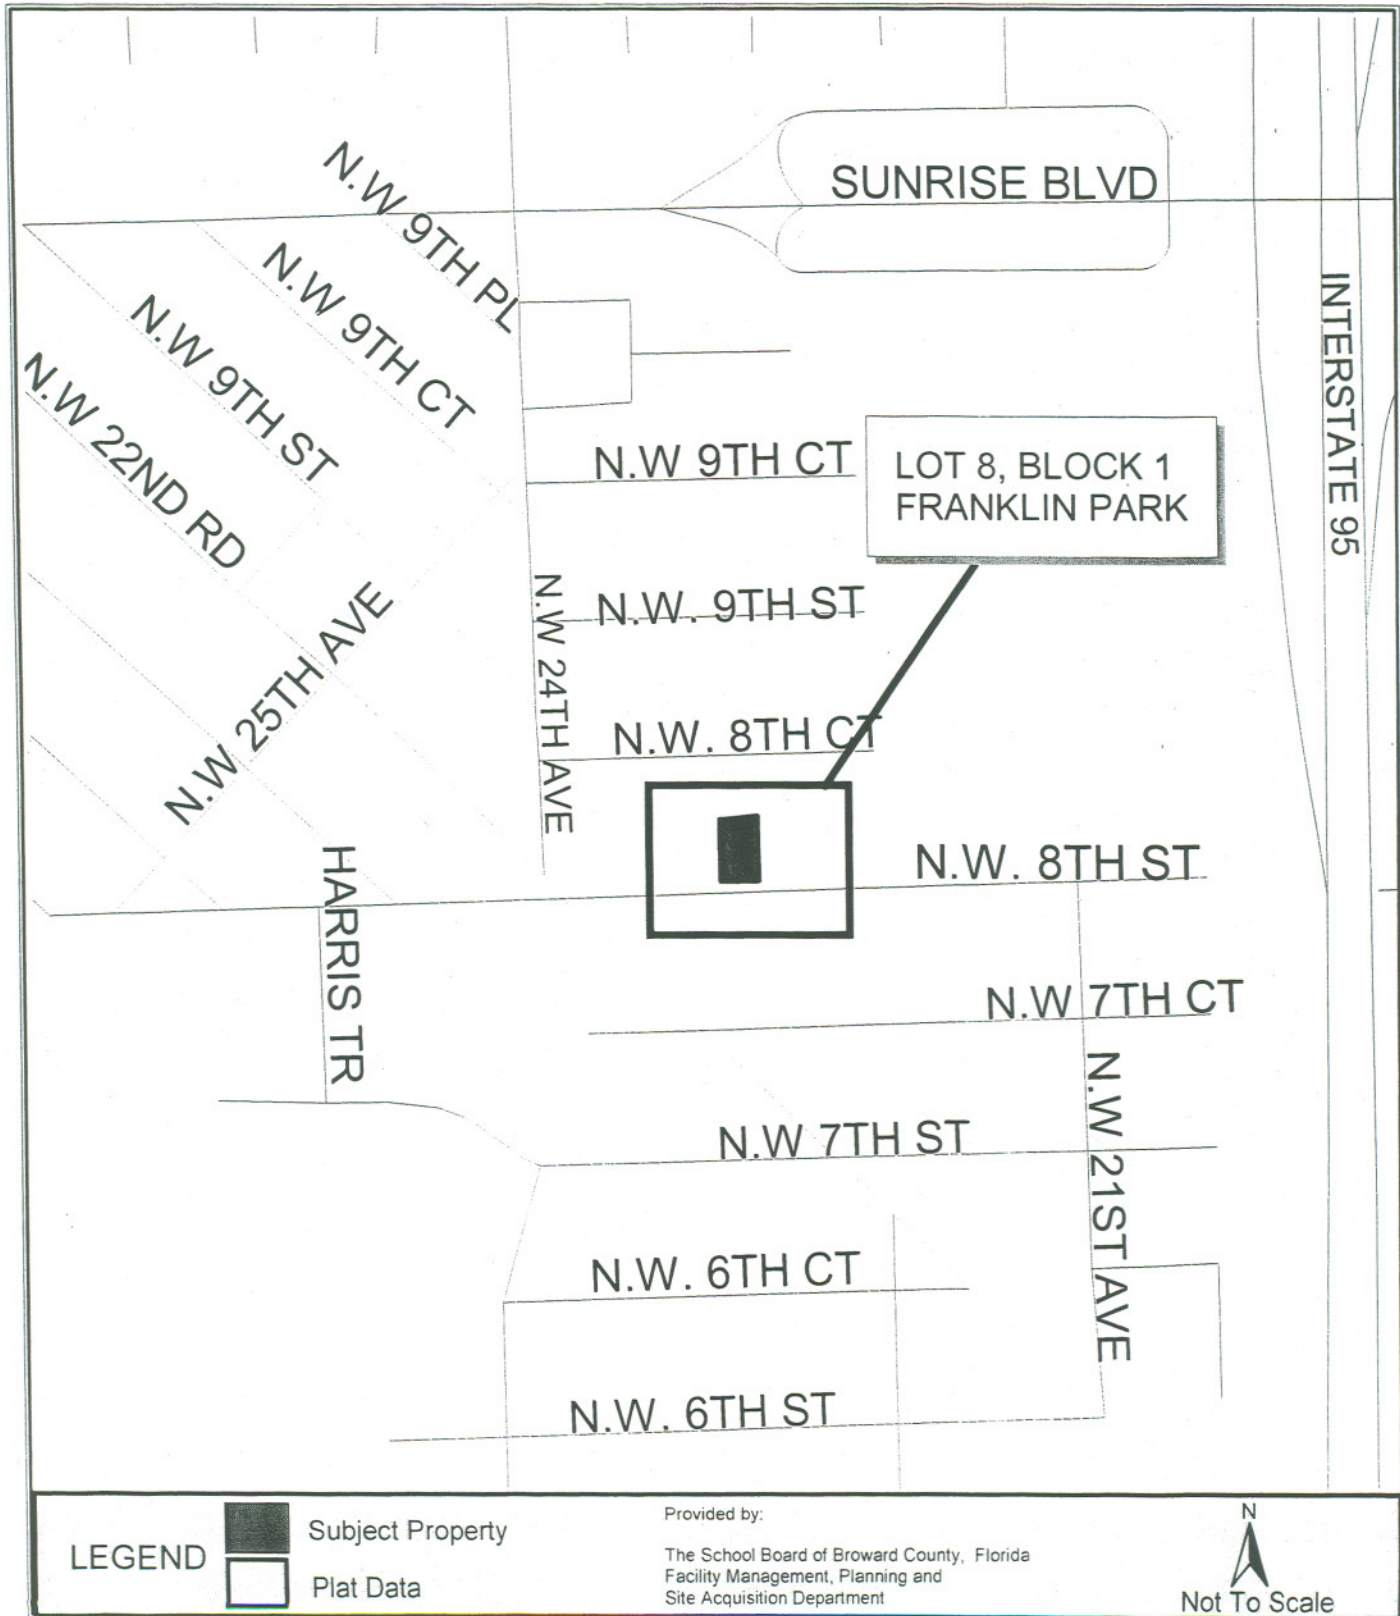 SUNRISE BLVD
N.W 9TH PL
N.W 9TH CT
N.W 9TH ST
N.W 22ND RD
INTERSTATE 95
N.W 9TH CT
LOT 8, BLOCK 1
FRANKLIN PARK
N.W. 9TH ST
N.W 24TH AVE
N.W 25TH AVE
N.W. 8TH CT
HARRIS TR
N.W. 8TH ST
N.W 7TH CT
N.W 7TH ST
N.W 21ST AVE
N.W. 6TH CT
N.W. 6TH ST
LEGEND
Subject Property
Plat Data
Provided by:
The School Board of Broward County, Florida
Facility Management, Planning and
Site Acquisition Department
N
Not To Scale